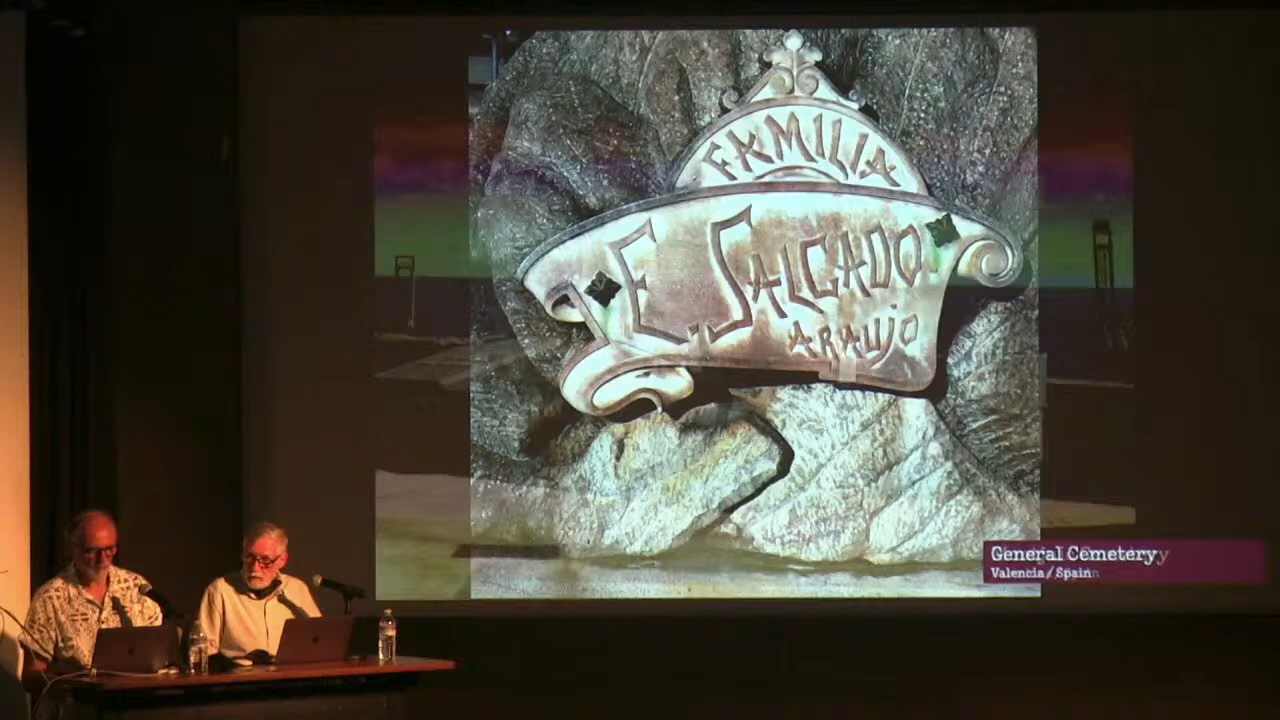 FAMILIA
E. SALGADO
ARAUJO
General Cemetery
Valencia / Spain